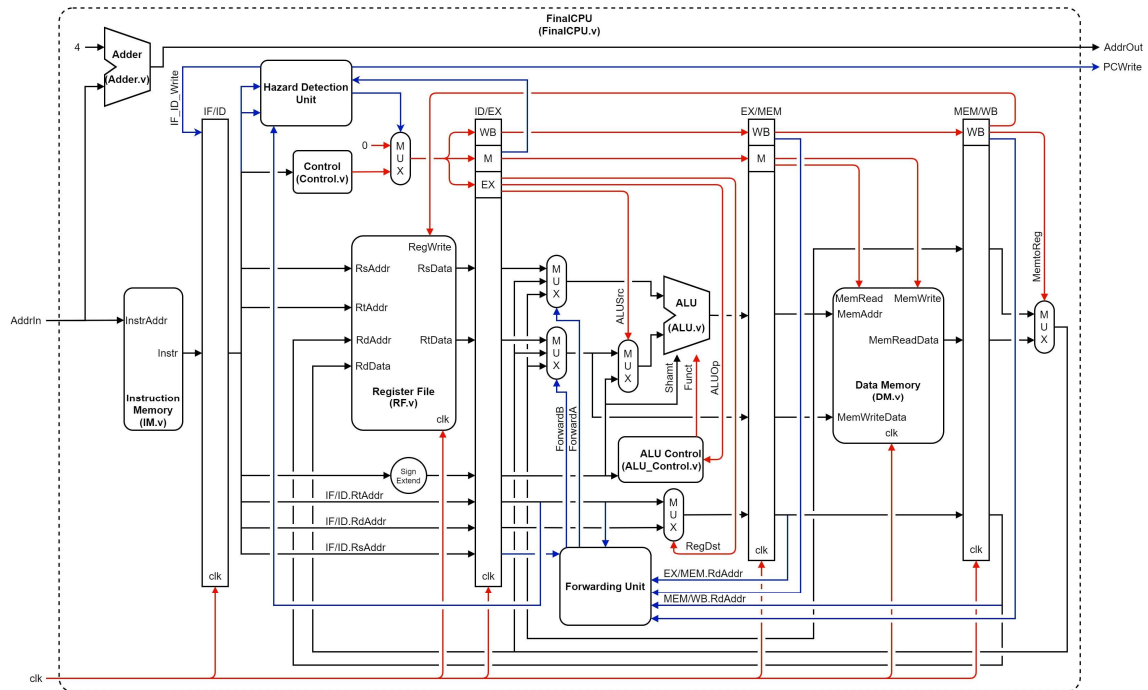 FinalCPU
(FinalCPU.v)
4
Adder
(Adder.v)
AddrOut
PCWrite
IF_ID_Write
Hazard Detection
Unit
IF/ID
ID/EX
EX/MEM
MEM/WB
WB
M
EX
WB
M
WB
0
M
U
X
Control
(Control.v)
RegWrite
RsAddr
RsData
RtAddr
RdAddr
RtData
RdData
Register File
(RF.v)
clk
M
U
X
M
U
X
ALUSrc
M
U
X
ALU
(ALU.v)
Shamt
Funct
ALUOp
MemRead
MemWrite
MemAddr
MemReadData
Data Memory
(DM.v)
MemWriteData
clk
MemtoReg
M
U
X
AddrIn
InstrAddr
Instr
Instruction
Memory
(IM.v)
ForwardB
ForwardA
ALU Control
(ALU_Control.v)
Sign
Extend
IF/ID.RtAddr
IF/ID.RdAddr
IF/ID.RsAddr
M
U
X
RegDst
clk
clk
clk
clk
Forwarding Unit
EX/MEM.RdAddr
MEM/WB.RdAddr
clk